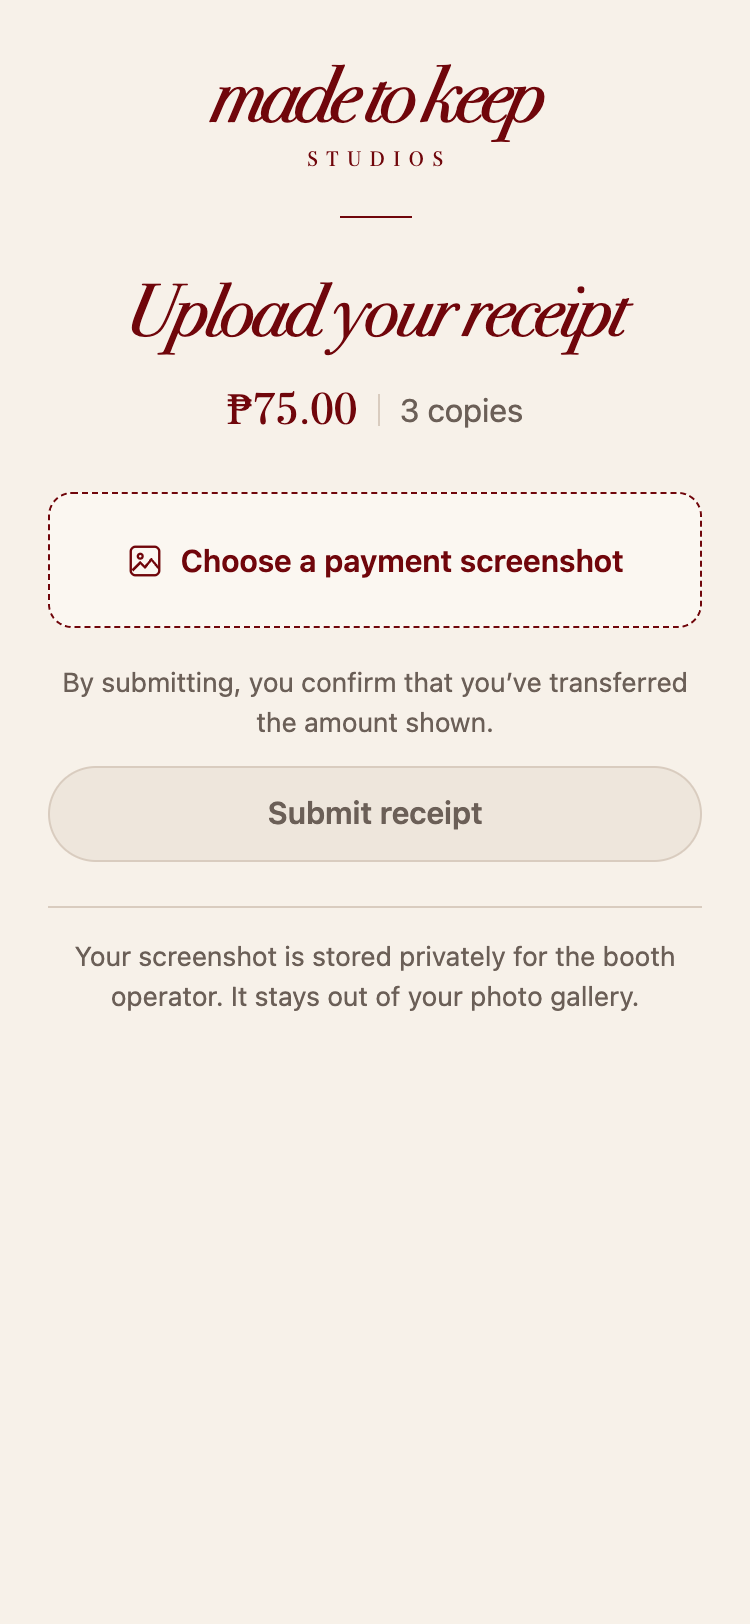 made to keep
STUDIOS
Upload your receipt
₱75.00 3 copies
Choose a payment screenshot
By submitting, you confirm that you’ve transferred
the amount shown.
Submit receipt
Your screenshot is stored privately for the booth
operator. It stays out of your photo gallery.